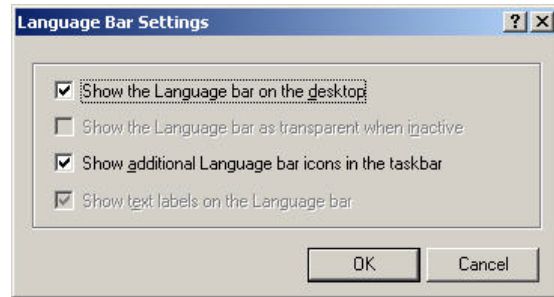 Language Bar Settings
Show the Language bar on the desktop
Show the Language bar as transparent when inactive
Show additional Language bar icons in the taskbar
Show text labels on the Language bar
OK Cancel